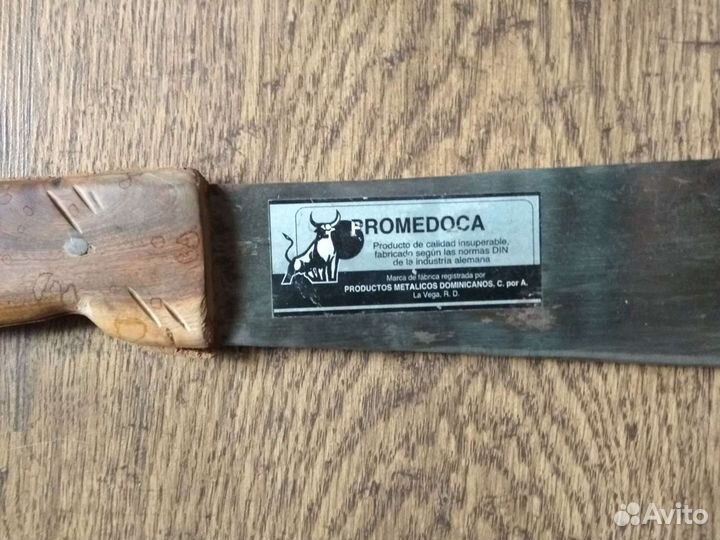 PROMEDOCA
Producto de calidad insuperable,
fabricado según las normas DIN
de la industria alemana
Marca de fábrica registrada por
PRODUCTOS METALICOS DOMINICANOS. C. por A.
La Vega, R. D.
Avito